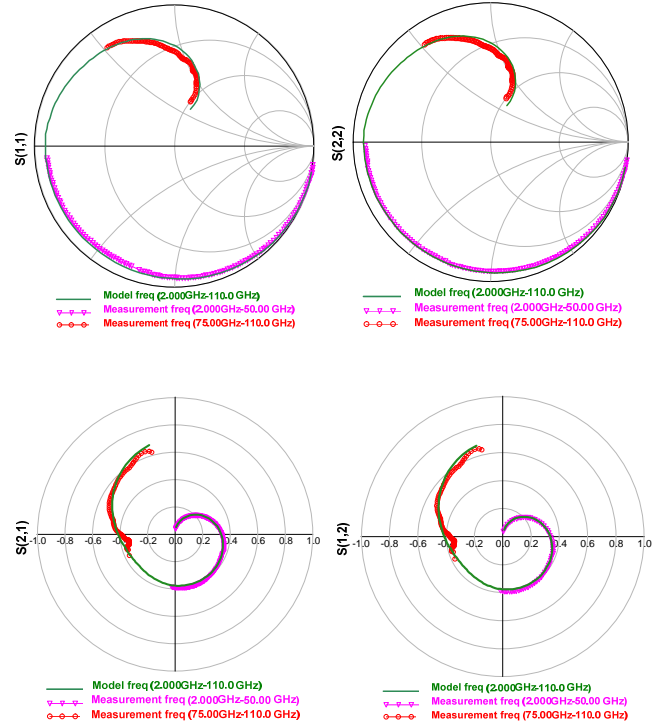 S(1,1)
Model freq (2.000GHz-110.0 GHz)
Measurement freq (2.000GHz-50.00 GHz)
Measurement freq (75.00GHz-110.0 GHz)
S(2,2)
Model freq (2.000GHz-110.0 GHz)
Measurement freq (2.000GHz-50.00 GHz)
Measurement freq (75.00GHz-110.0 GHz)
S(2,1)
-1.0 -0.8 -0.6 -0.4 -0.2 0.0 0.2 0.4 0.6 0.8 1.0
Model freq (2.000GHz-110.0 GHz)
Measurement freq (2.000GHz-50.00 GHz)
Measurement freq (75.00GHz-110.0 GHz)
S(1,2)
-1.0 -0.8 -0.6 -0.4 -0.2 0.0 0.2 0.4 0.6 0.8 1.0
Model freq (2.000GHz-110.0 GHz)
Measurement freq (2.000GHz-50.00 GHz)
Measurement freq (75.00GHz-110.0 GHz)